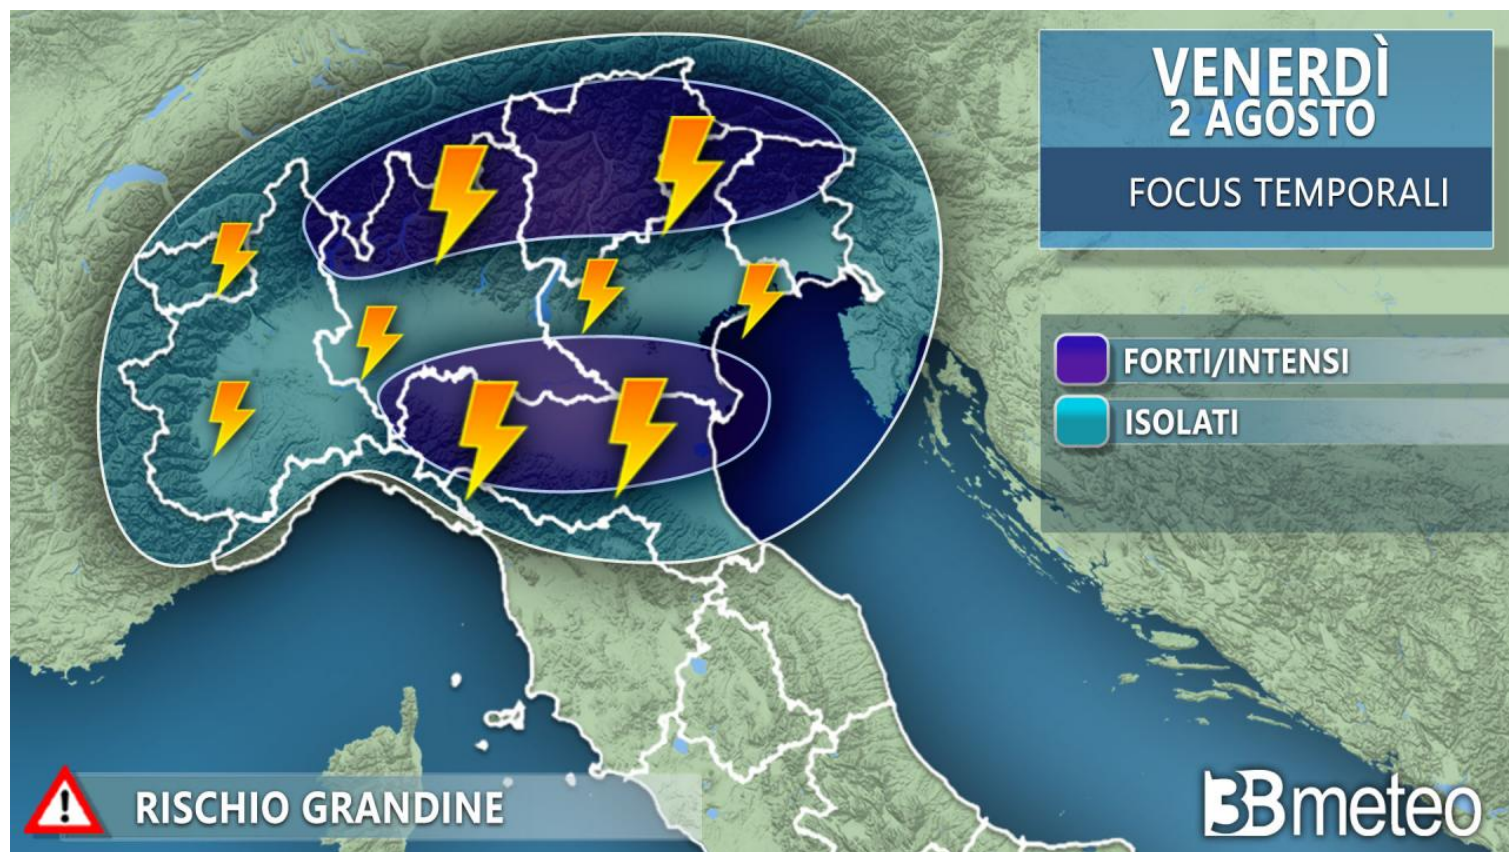 VENERDÌ
2 AGOSTO
FOCUS TEMPORALI
FORTI/INTENSI
ISOLATI
RISCHIO GRANDINE
3Bmeteo